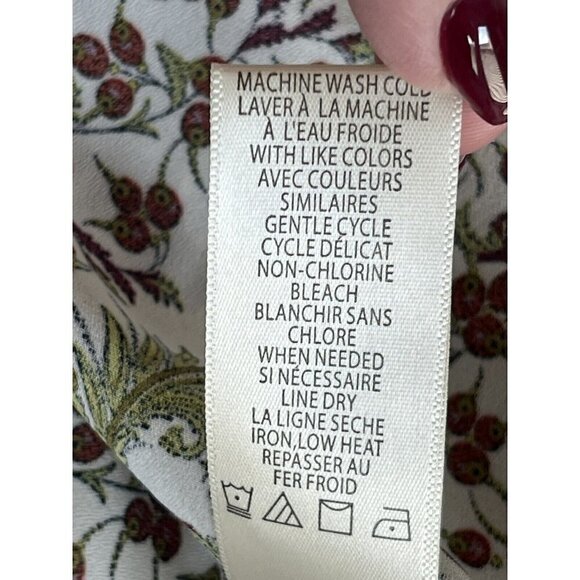 MACHINE WASH COLD
LAVER À LA MACHINE
À L'EAU FROIDE
WITH LIKE COLORS
AVEC COULEURS
SIMILAIRES
GENTLE CYCLE
CYCLE DÉLICAT
NON-CHLORINE
BLEACH
BLANCHIR SANS
CHLORE
WHEN NEEDED
SI NÉCESSAIRE
LINE DRY
LA LIGNE SECHE
IRON,LOW HEAT
REPASSER AU
FER FROID